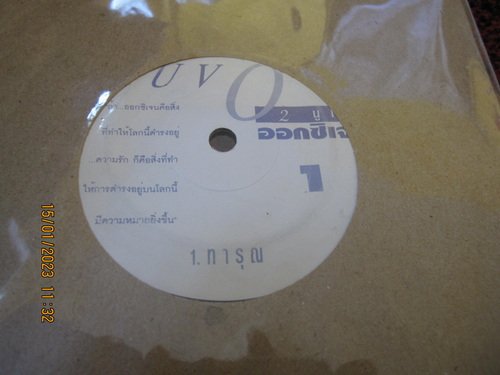 UVO
2 นูโ
ออกซิเจ
...ออกซิเจนคือสิ่ง
ที่ทำให้โลกนี้ดำรงอยู่
...ความรัก ก็คือสิ่งที่ทำ
ให้การดำรงอยู่บนโลกนี้
มีความหมายยิ่งขึ้น"
1
1. ทารุณ
15/01/2023 11:32